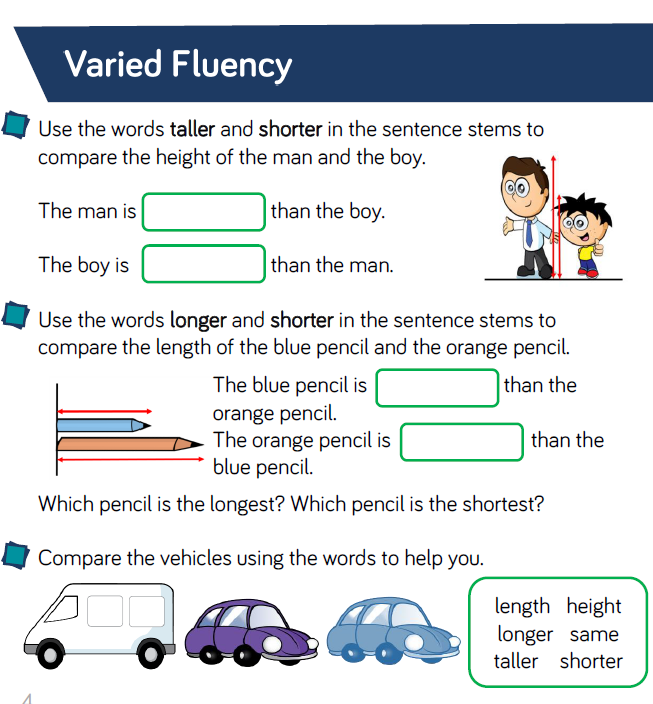 Varied Fluency
Use the words taller and shorter in the sentence stems to
compare the height of the man and the boy.
The man is than the boy.
The boy is than the man.
Use the words longer and shorter in the sentence stems to
compare the length of the blue pencil and the orange pencil.
The blue pencil is than the
orange pencil.
The orange pencil is than the
blue pencil.
Which pencil is the longest? Which pencil is the shortest?
Compare the vehicles using the words to help you.
length height
longer same
taller shorter
4